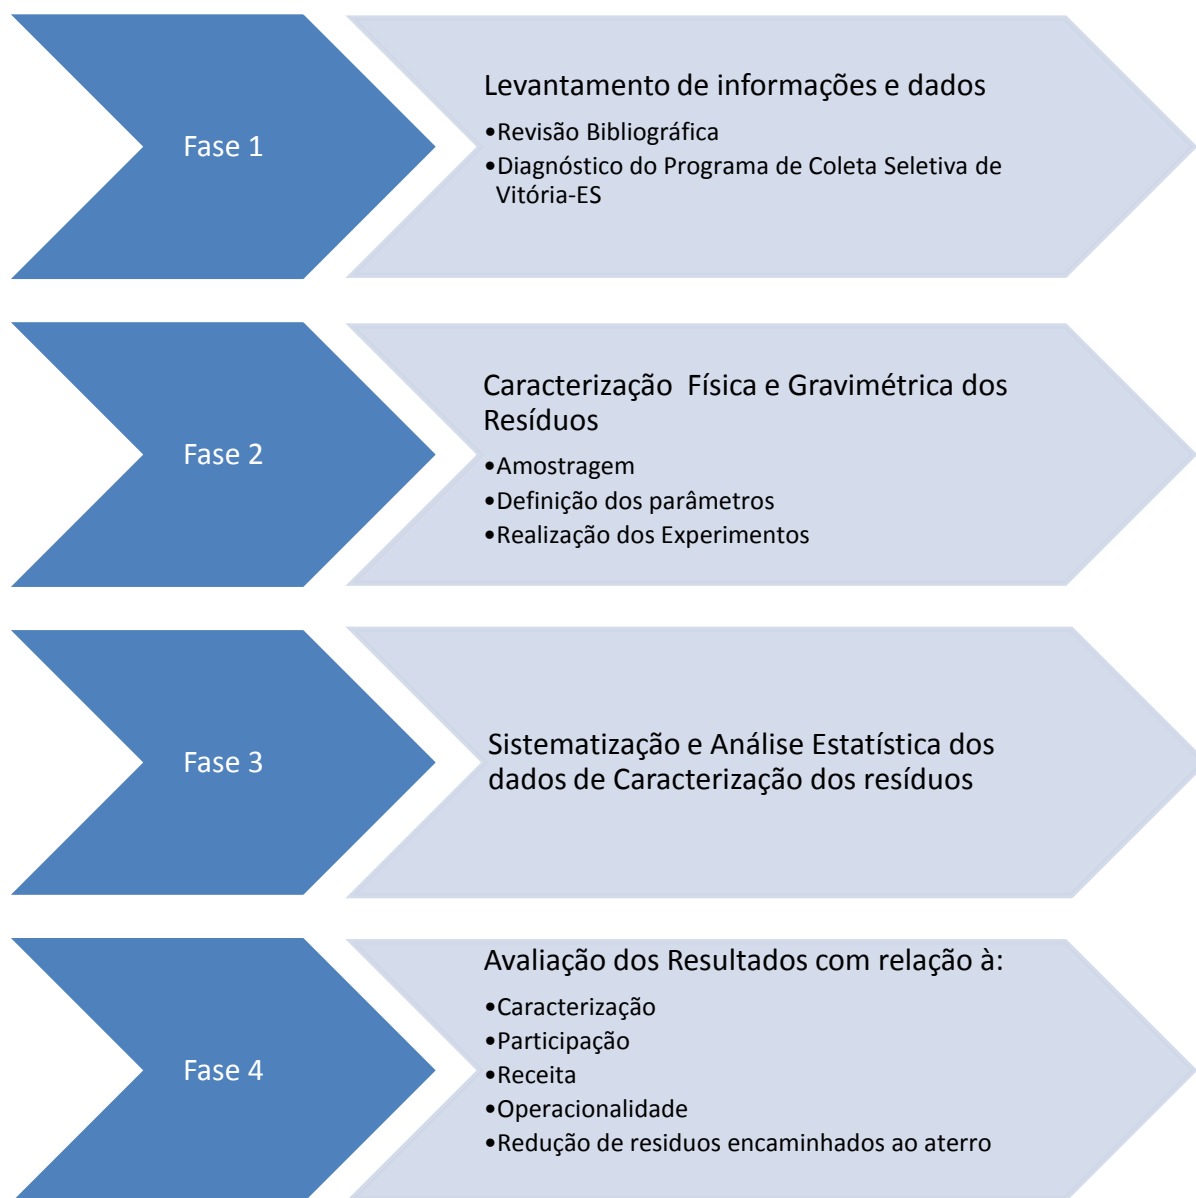 Fase 1
Levantamento de informações e dados
•Revisão Bibliográfica
•Diagnóstico do Programa de Coleta Seletiva de
Vitória-ES
Fase 2
Caracterização  Física e Gravimétrica dos
Resíduos
•Amostragem
•Definição dos parâmetros
•Realização dos Experimentos
Fase 3
Sistematização e Análise Estatística dos
dados de Caracterização dos resíduos
Fase 4
Avaliação dos Resultados com relação à:
•Caracterização
•Participação
•Receita
•Operacionalidade
•Redução de residuos encaminhados ao aterro